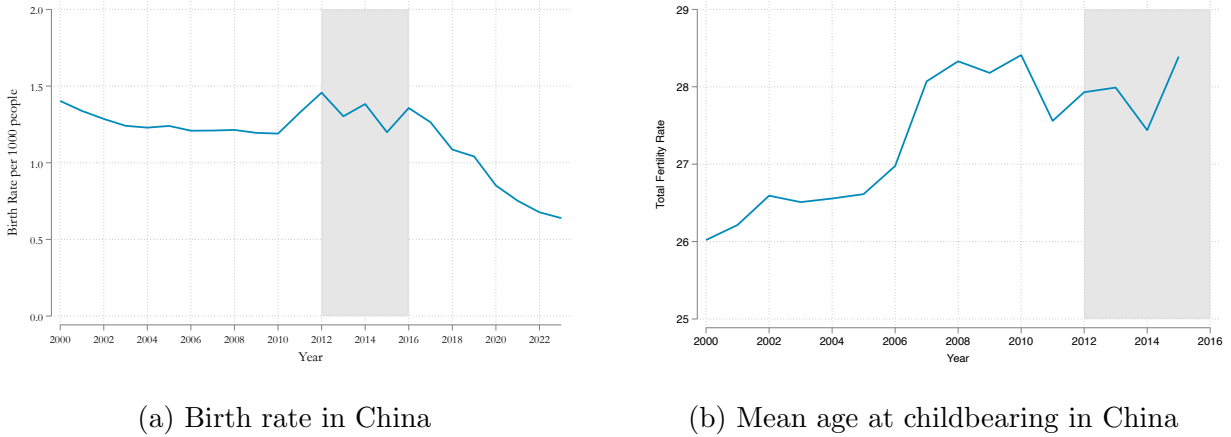 2.0
1.5
1.0
0.5
0.0
Birth Rate per 1000 people
2000 2002 2004 2006 2008 2010 2012 2014 2016 2018 2020 2022
Year
(a) Birth rate in China
29
28
27
26
25
Total Fertility Rate
2000 2002 2004 2006 2008 2010 2012 2014 2016
Year
(b) Mean age at childbearing in China